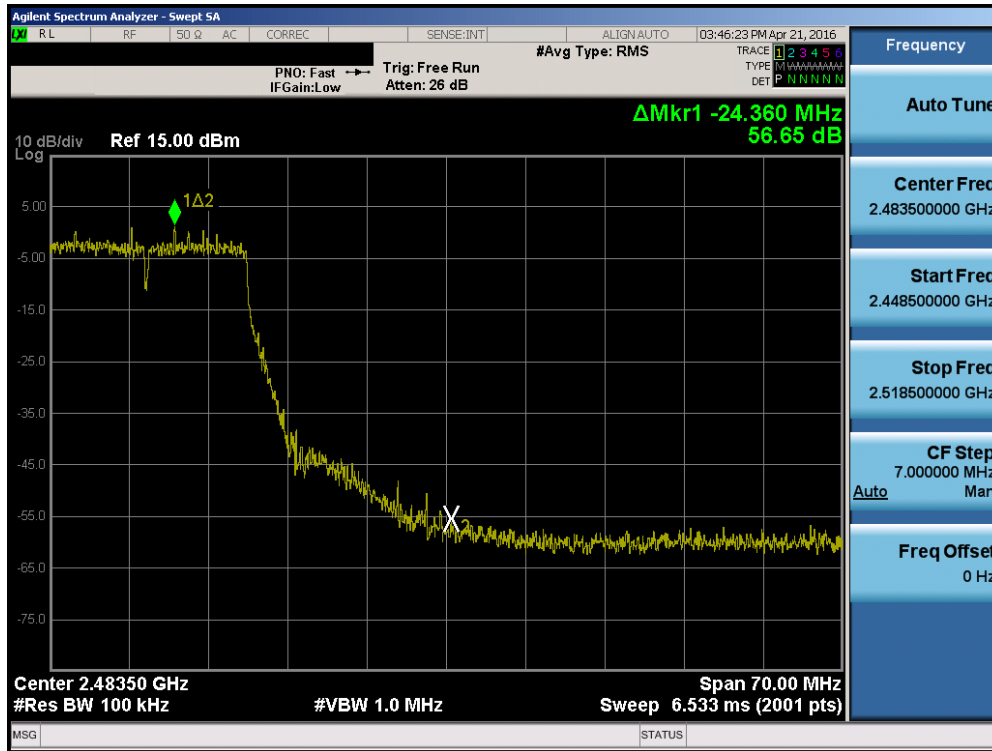 Agilent Spectrum Analyzer - Swept SA
LXI RL RF 50 Ω AC CORREC SENSE:INT ALIGN AUTO 03:46:23 PM Apr 21, 2016
#Avg Type: RMS
TRACE 1 2 3 4 5 6
TYPE
DET P N N N N N
PNO: Fast
IFGain:Low
Trig: Free Run
Atten: 26 dB
ΔMkr1 -24.360 MHz
56.65 dB
10 dB/div
Log
Ref 15.00 dBm
5.00
-5.00
-15.0
-25.0
-35.0
-45.0
-55.0
-65.0
-75.0
1Δ2
X2
Center 2.48350 GHz
#Res BW 100 kHz
#VBW 1.0 MHz
Span 70.00 MHz
Sweep 6.533 ms (2001 pts)
MSG
STATUS
Frequency
Auto Tune
Center Freq
2.483500000 GHz
Start Freq
2.448500000 GHz
Stop Freq
2.518500000 GHz
CF Step
7.000000 MHz
Auto Man
Freq Offset
0 Hz